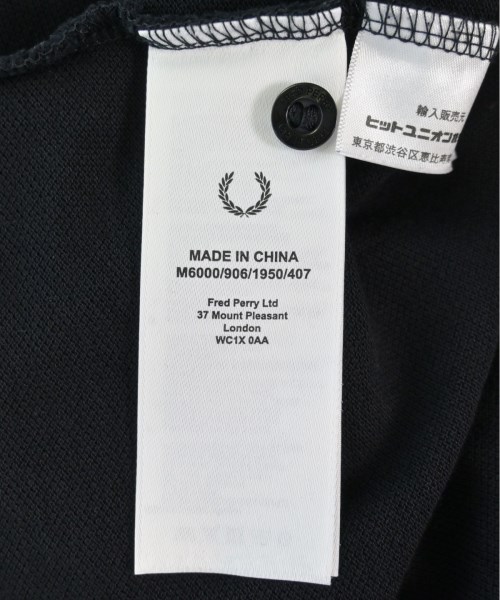 MADE IN CHINA
M6000/906/1950/407
Fred Perry Ltd
37 Mount Pleasant
London
WC1X 0AA
輸入販売元
ヒットユニオン
東京都渋谷区恵比寿